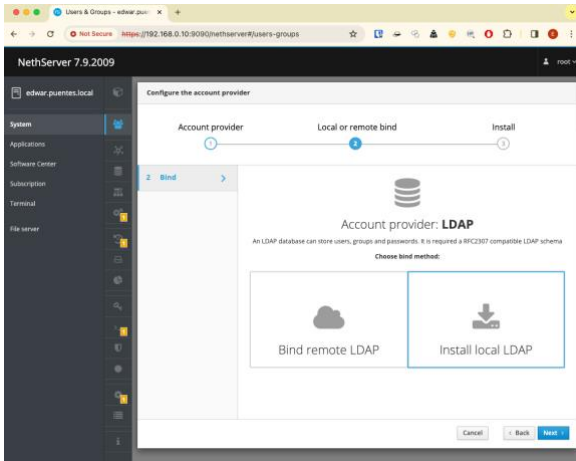 Users & Groups - edwar.puen
Not Secure https://192.168.0.10:9090/nethserver#/users-groups
NethServer 7.9.2009
root
edwar.puentes.local
Configure the account provider
System
Applications
Software Center
Subscription
Terminal
File server
Account provider
Local or remote bind
Install
1
2
3
2 Bind
Account provider: LDAP
An LDAP database can store users, groups and passwords. It is required a RFC2307 compatible LDAP schema
Choose bind method:
Bind remote LDAP
Install local LDAP
Cancel
< Back
Next >